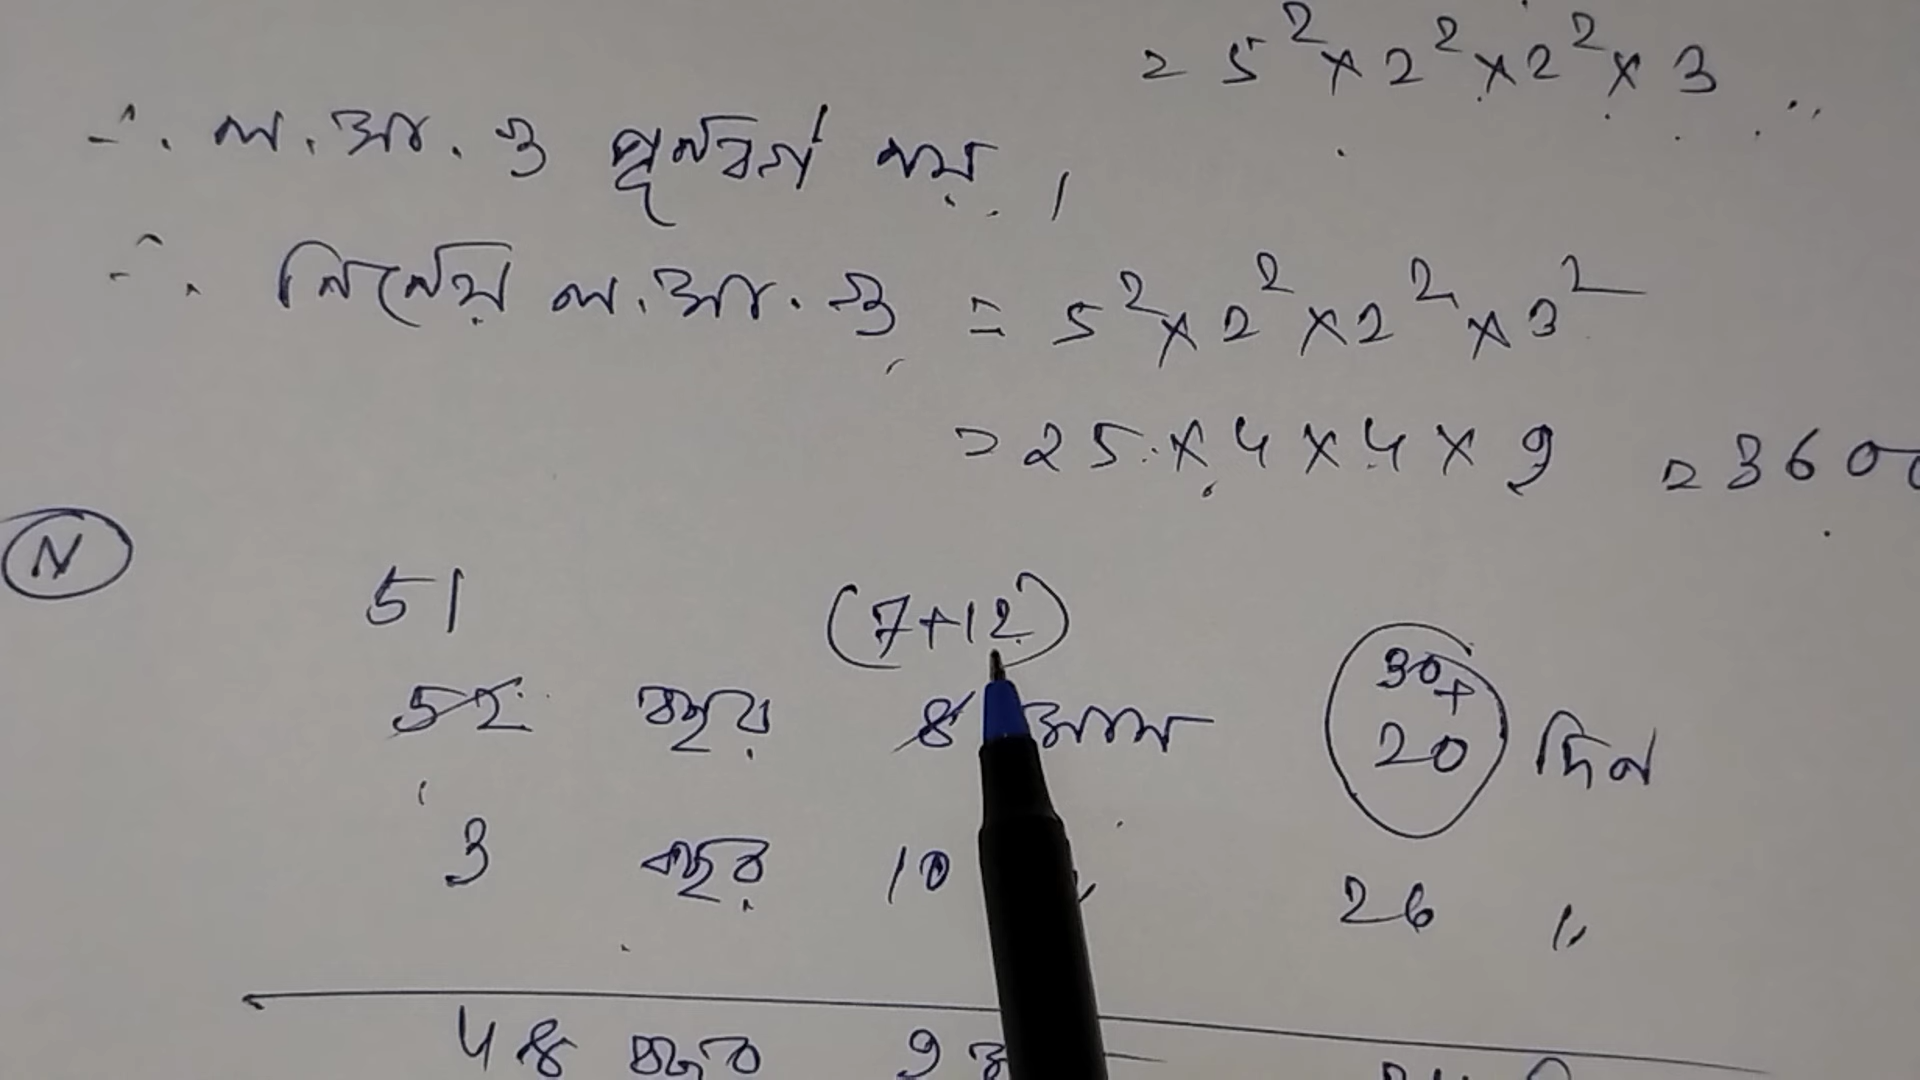 = 5² × 2² × 2² × 3
∴ ল.সা.গু পূর্ণবর্গ নয়।
∴ নির্ণেয় ল.সা.গু = 5² × 2² × 2² × 3²
= 25 × 4 × 4 × 9 = 3600
N
51 (7+12) 30+
52 বছর 8 মাস 20 দিন
3 বছর 10 26 "
48 বছর 9